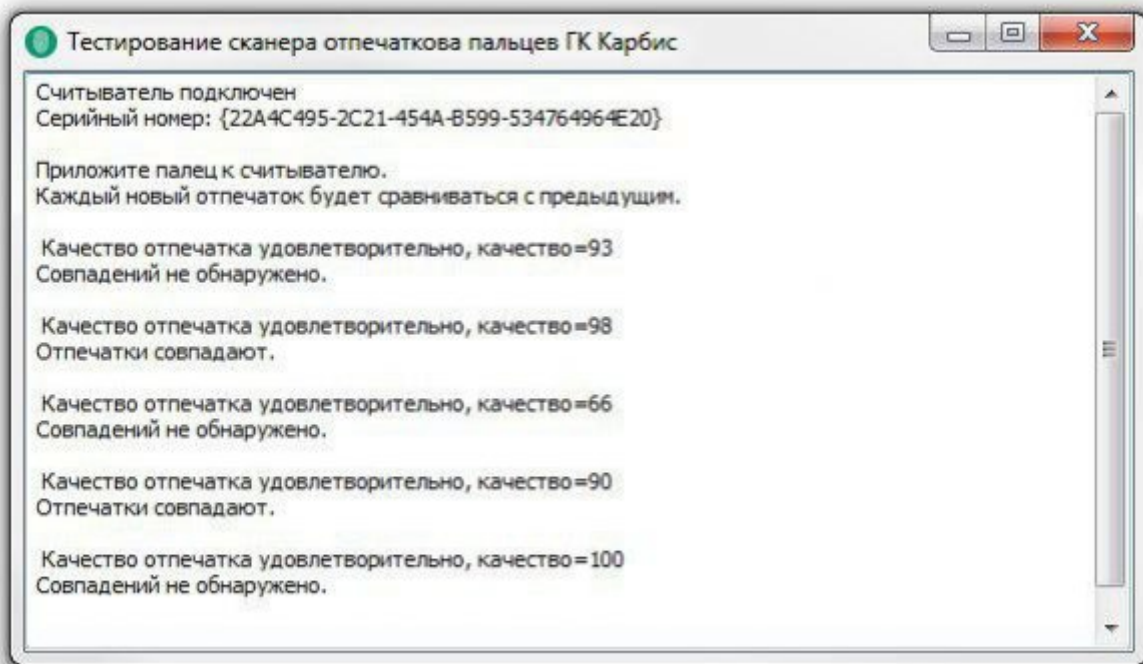 Тестирование сканера отпечаткова пальцев ГК Карбис
Считыватель подключен
Серийный номер: {22A4C495-2C21-454A-B599-534764964E20}
Приложите палец к считывателю.
Каждый новый отпечаток будет сравниваться с предыдущим.
Качество отпечатка удовлетворительно, качество=93
Совпадений не обнаружено.
Качество отпечатка удовлетворительно, качество=98
Отпечатки совпадают.
Качество отпечатка удовлетворительно, качество=66
Совпадений не обнаружено.
Качество отпечатка удовлетворительно, качество=90
Отпечатки совпадают.
Качество отпечатка удовлетворительно, качество=100
Совпадений не обнаружено.